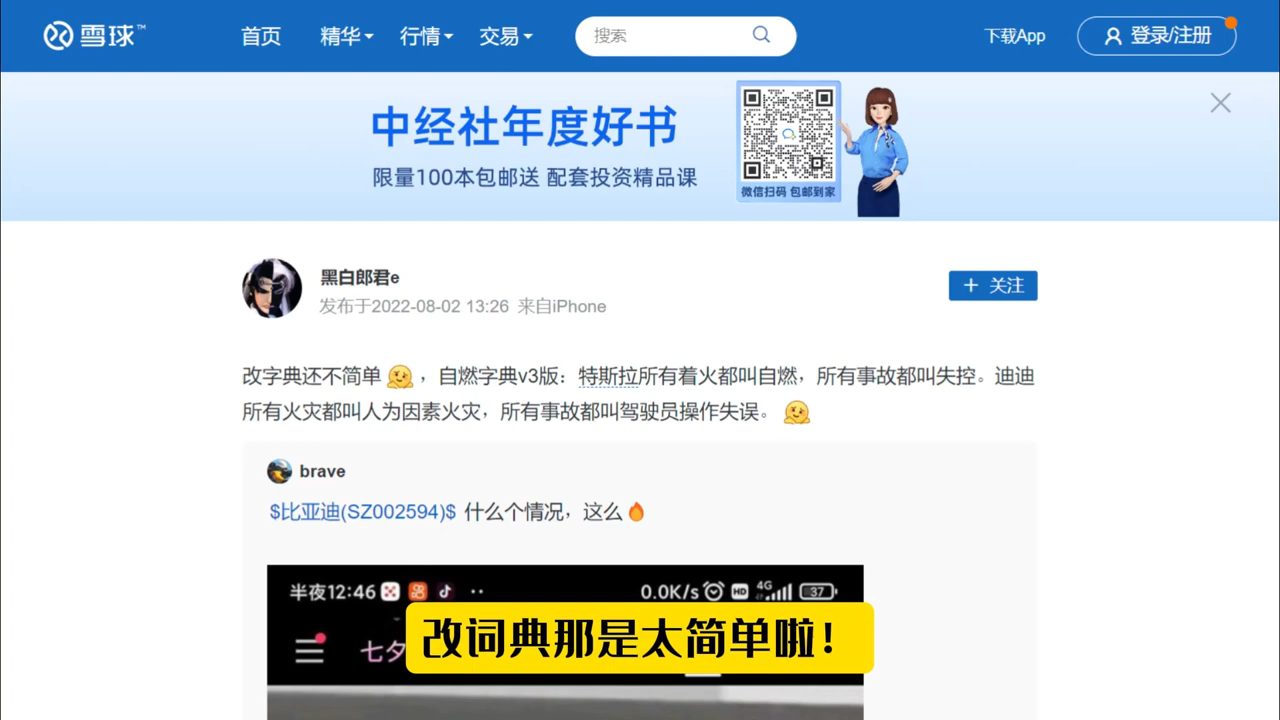 雪球™
首页 精华 行情 交易 搜索 下载App 登录/注册
中经社年度好书
限量100本包邮送 配套投资精品课
微信扫码 包邮到家
黑白郎君e
发布于2022-08-02 13:26 来自iPhone
+ 关注
改字典还不简单，自燃字典v3版：特斯拉所有着火都叫自燃，所有事故都叫失控。迪迪
所有火灾都叫人为因素火灾，所有事故都叫驾驶员操作失误。
brave
$比亚迪(SZ002594)$ 什么个情况，这么🔥
半夜12:46 0.0K/s HD 4G 37
七夕
改词典那是太简单啦！